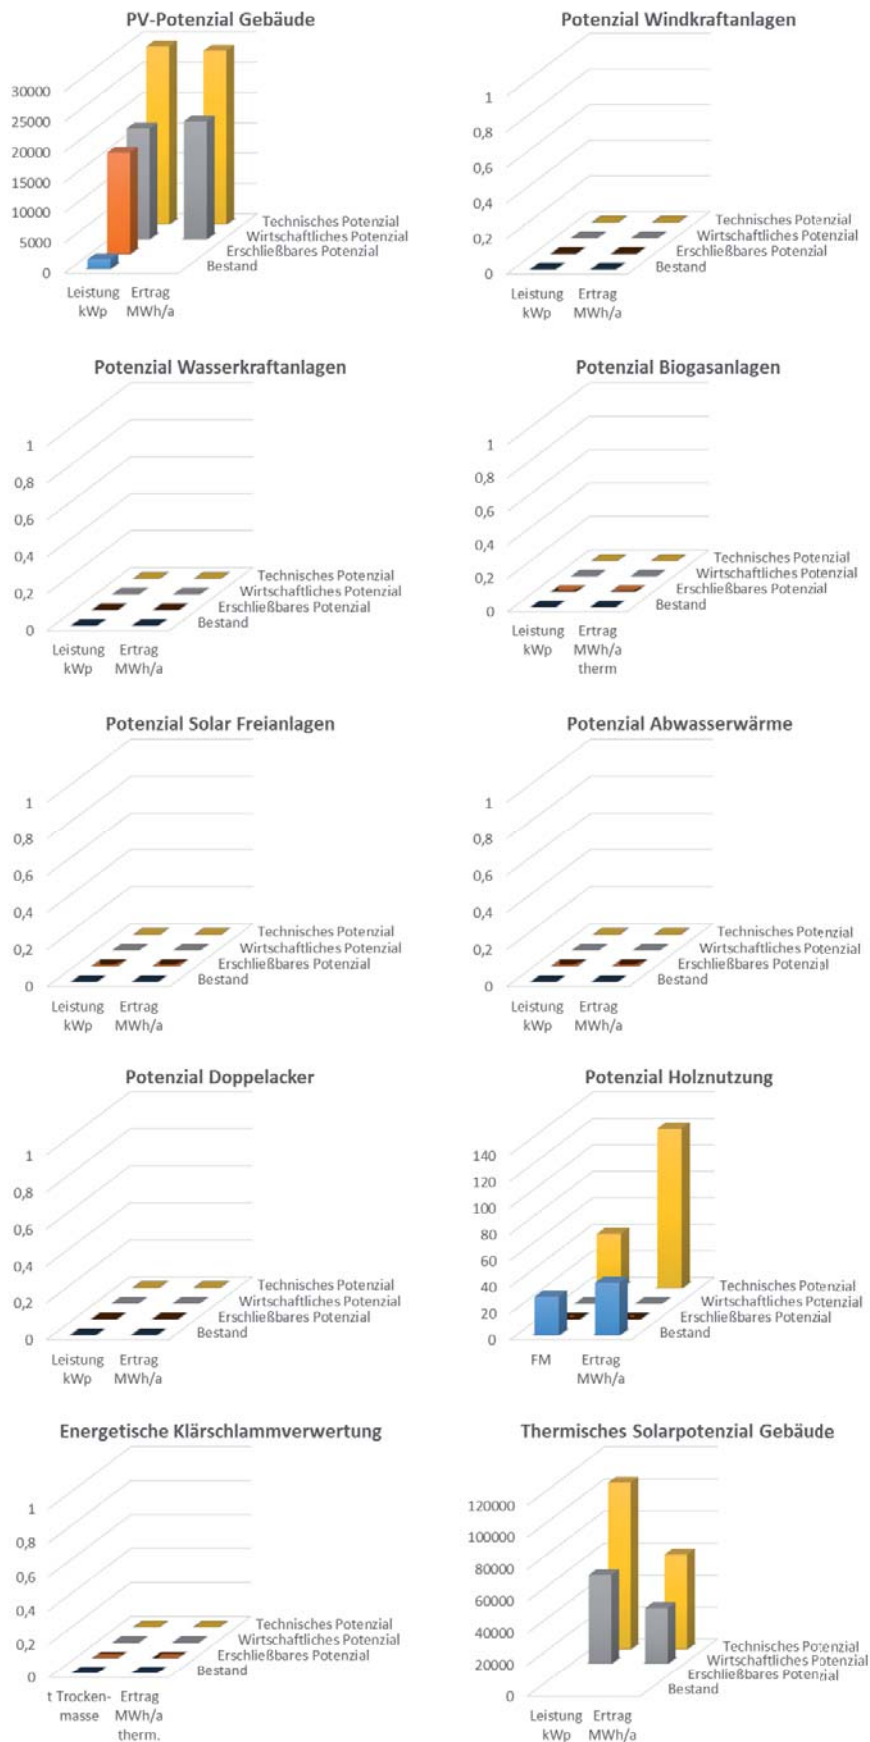 PV-Potenzial Gebäude
30000
25000
20000
15000
10000
5000
0
Technisches Potenzial
Wirtschaftliches Potenzial
Erschließbares Potenzial
Bestand
Leistung Ertrag
kWp MWh/a
Potenzial Windkraftanlagen
1
0,8
0,6
0,4
0,2
0
Technisches Potenzial
Wirtschaftliches Potenzial
Erschließbares Potenzial
Bestand
Leistung Ertrag
kWp MWh/a
Potenzial Wasserkraftanlagen
1
0,8
0,6
0,4
0,2
0
Technisches Potenzial
Wirtschaftliches Potenzial
Erschließbares Potenzial
Bestand
Leistung Ertrag
kWp MWh/a
Potenzial Biogasanlagen
1
0,8
0,6
0,4
0,2
0
Technisches Potenzial
Wirtschaftliches Potenzial
Erschließbares Potenzial
Bestand
Leistung Ertrag
kWp MWh/a
therm
Potenzial Solar Freianlagen
1
0,8
0,6
0,4
0,2
0
Technisches Potenzial
Wirtschaftliches Potenzial
Erschließbares Potenzial
Bestand
Leistung Ertrag
kWp MWh/a
Potenzial Abwasserwärme
1
0,8
0,6
0,4
0,2
0
Technisches Potenzial
Wirtschaftliches Potenzial
Erschließbares Potenzial
Bestand
Leistung Ertrag
kWp MWh/a
Potenzial Doppelacker
1
0,8
0,6
0,4
0,2
0
Technisches Potenzial
Wirtschaftliches Potenzial
Erschließbares Potenzial
Bestand
Leistung Ertrag
kWp MWh/a
Potenzial Holznutzung
140
120
100
80
60
40
20
0
Technisches Potenzial
Wirtschaftliches Potenzial
Erschließbares Potenzial
Bestand
FM Ertrag
MWh/a
Energetische Klärschlammverwertung
1
0,8
0,6
0,4
0,2
0
Technisches Potenzial
Wirtschaftliches Potenzial
Erschließbares Potenzial
Bestand
t Trocken- Ertrag
masse MWh/a
therm.
Thermisches Solarpotenzial Gebäude
120000
100000
80000
60000
40000
20000
0
Technisches Potenzial
Wirtschaftliches Potenzial
Erschließbares Potenzial
Bestand
Leistung Ertrag
kWp MWh/a